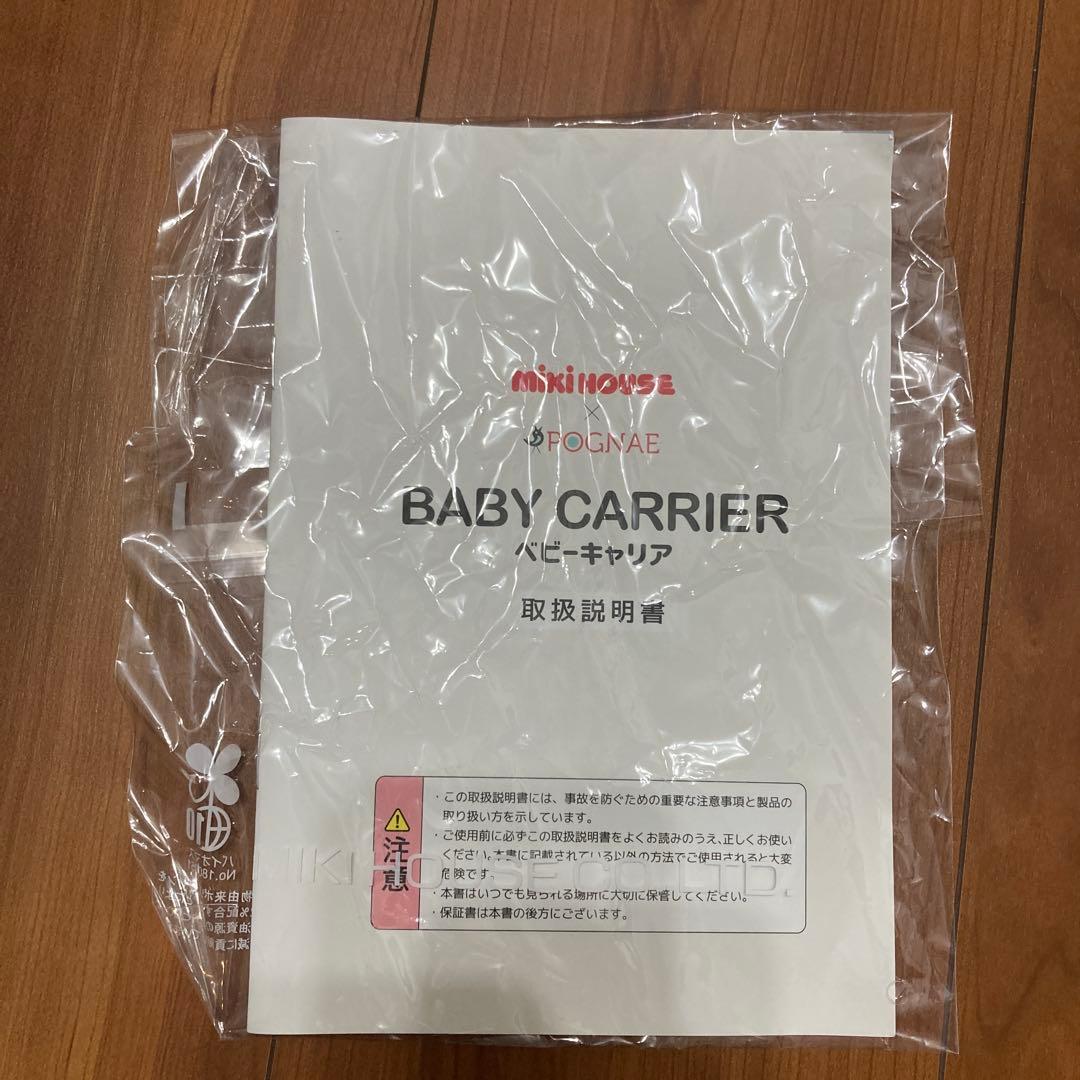 mikiHOUSE
×
POGNAE
BABY CARRIER
ベビーキャリア
取扱説明書
注意
・この取扱説明書には、事故を防ぐための重要な注意事項と製品の
取り扱い方を示しています。
・ご使用前に必ずこの取扱説明書をよくお読みのうえ、正しくお使い
ください。本書に記載されている以外の方法でご使用されると大変
危険です。
・本書はいつでも見られる場所に大切に保管してください。
・保証書は本書の後方にございます。
MIKI HOUSE CO., LTD.
No.180